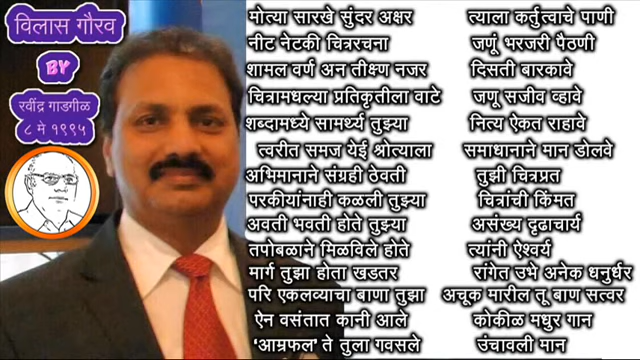 विलास गौरव
BY
रवींद्र गाडगीळ
८ मे १९९५
मोत्या सारखे सुंदर अक्षर त्याला कर्तुत्वाचे पाणी
नीट नेटकी चित्ररचना जणूं भरजरी पैठणी
शामल वर्ण अन तीक्ष्ण नजर दिसती बारकावे
चित्रामधल्या प्रतिकृतीला वाटे जणू सजीव व्हावे
शब्दामध्ये सामर्थ्य तुझ्या नित्य ऐकत राहावे
त्वरीत समज येई श्रोत्याला समाधानाने मान डोलवे
अभिमानाने संग्रही ठेवती तुझी चित्रप्रत
परकीयांनाही कळली तुझ्या चित्रांची किंमत
अवती भवती होते तुझ्या असंख्य दृढाचार्य
तपोबळाने मिळविले होते त्यांनी ऐश्वर्य
मार्ग तुझा होता खडतर रांगेत उभे अनेक धनुर्धर
परि एकलव्याचा बाणा तुझा अचूक मारील तू बाण सत्वर
ऐन वसंतात कानी आले कोकीळ मधुर गान
‘आम्रफल’ ते तुला गवसले उंचावली मान